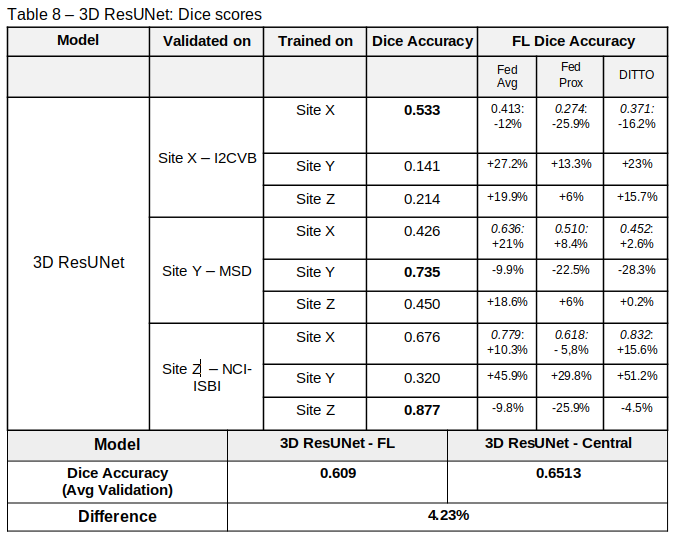 Table 8 – 3D ResUNet: Dice scores
Model Validated on Trained on Dice Accuracy FL Dice Accuracy
Fed Avg Fed Prox DITTO
3D ResUNet
Site X – I2CVB
Site X 0.533 0.413: -12% 0.274: -25.9% 0.371: -16.2%
Site Y 0.141 +27.2% +13.3% +23%
Site Z 0.214 +19.9% +6% +15.7%
Site Y – MSD
Site X 0.426 0.636: +21% 0.510: +8.4% 0.452: +2.6%
Site Y 0.735 -9.9% -22.5% -28.3%
Site Z 0.450 +18.6% +6% +0.2%
Site Z – NCI-
ISBI
Site X 0.676 0.779: +10.3% 0.618: - 5,8% 0.832: +15.6%
Site Y 0.320 +45.9% +29.8% +51.2%
Site Z 0.877 -9.8% -25.9% -4.5%
Model 3D ResUNet - FL 3D ResUNet - Central
Dice Accuracy
(Avg Validation) 0.609 0.6513
Difference 4.23%